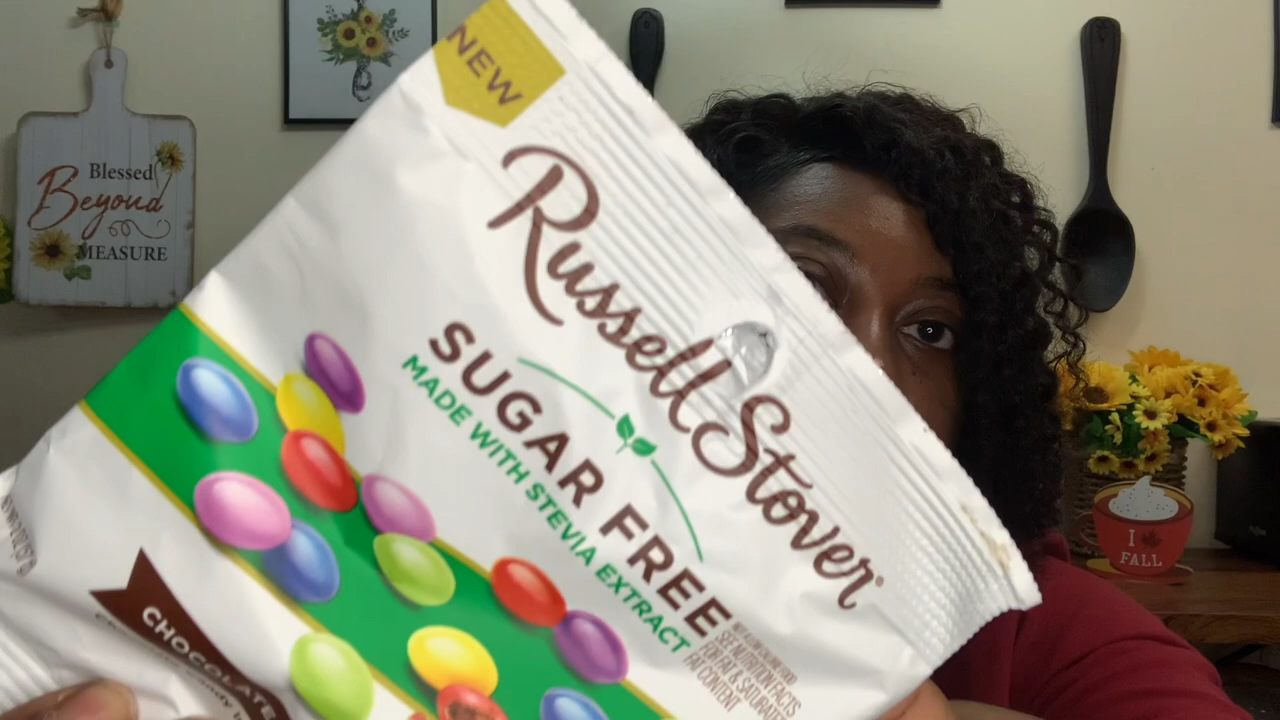 Blessed
Beyond
MEASURE
NEW
Russell Stover®
SUGAR FREE
MADE WITH STEVIA EXTRACT
SEE NUTRITION FACTS
FOR FAT & SATURATED
FAT CONTENT
CHOCOLATE
I
FALL